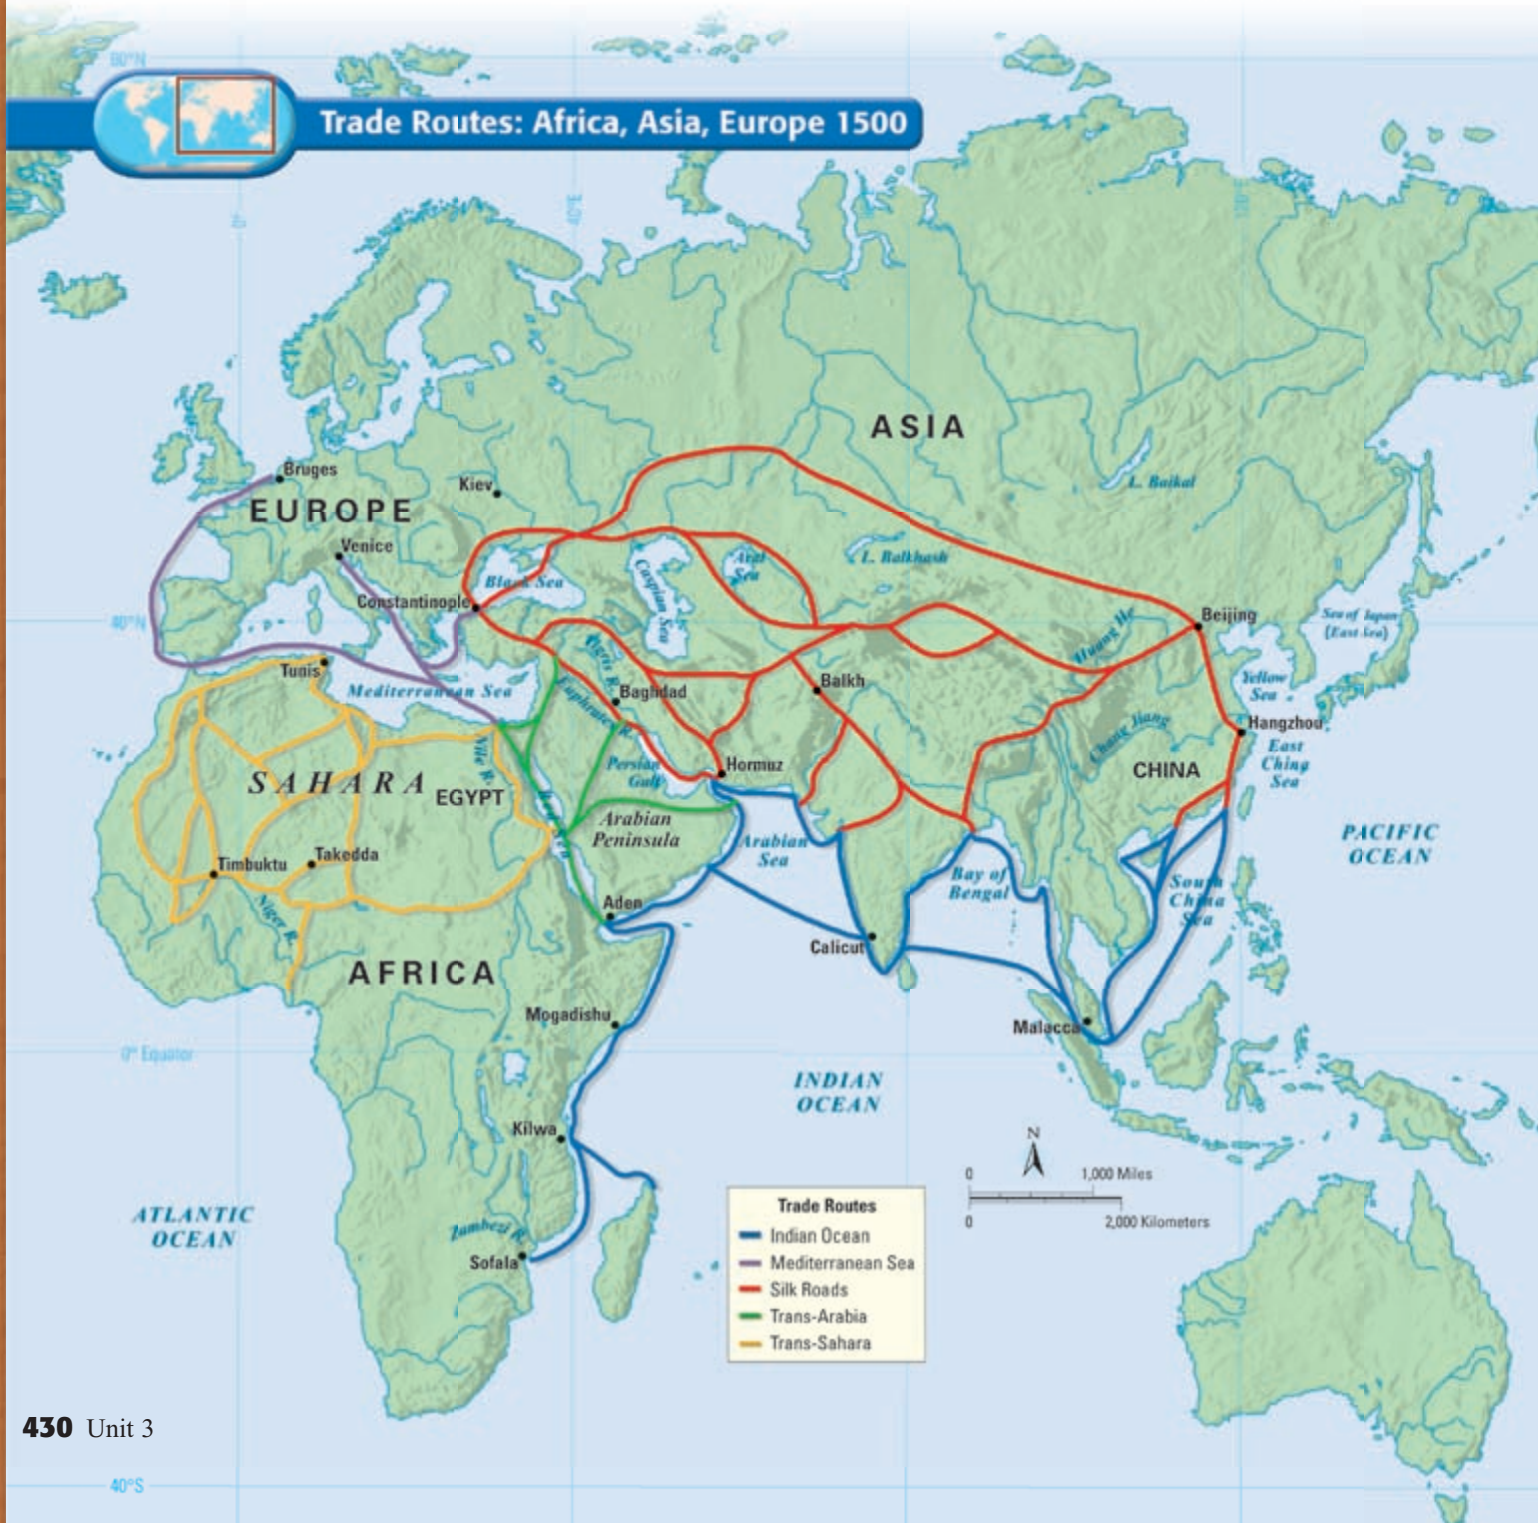 80°N
Trade Routes: Africa, Asia, Europe 1500
0°
40°E
120°E
ASIA
L. Baikal
Bruges
Kiev
EUROPE
Venice
Aral
Sea
L. Balkhash
Black Sea
Caspian Sea
Constantinople
40°N
Beijing
Sea of Japan
(East Sea)
Huang He
Tunis
Tigris R.
Mediterranean Sea
Euphrates R.
Baghdad
Balkh
Yellow
Sea
Hangzhou
Chang Jiang
East
China
Sea
Nile R.
Persian
Gulf
Hormuz
SAHARA
EGYPT
CHINA
Red Sea
Arabian
Peninsula
Arabian
Sea
PACIFIC
OCEAN
Timbuktu
Takedda
Bay of
Bengal
South
China
Sea
Niger R.
Aden
Calicut
AFRICA
Mogadishu
Malacca
0° Equator
INDIAN
OCEAN
Kilwa
N
0 1,000 Miles
0 2,000 Kilometers
ATLANTIC
OCEAN
Zambezi R.
Sofala
Trade Routes
Indian Ocean
Mediterranean Sea
Silk Roads
Trans-Arabia
Trans-Sahara
430 Unit 3
40°S